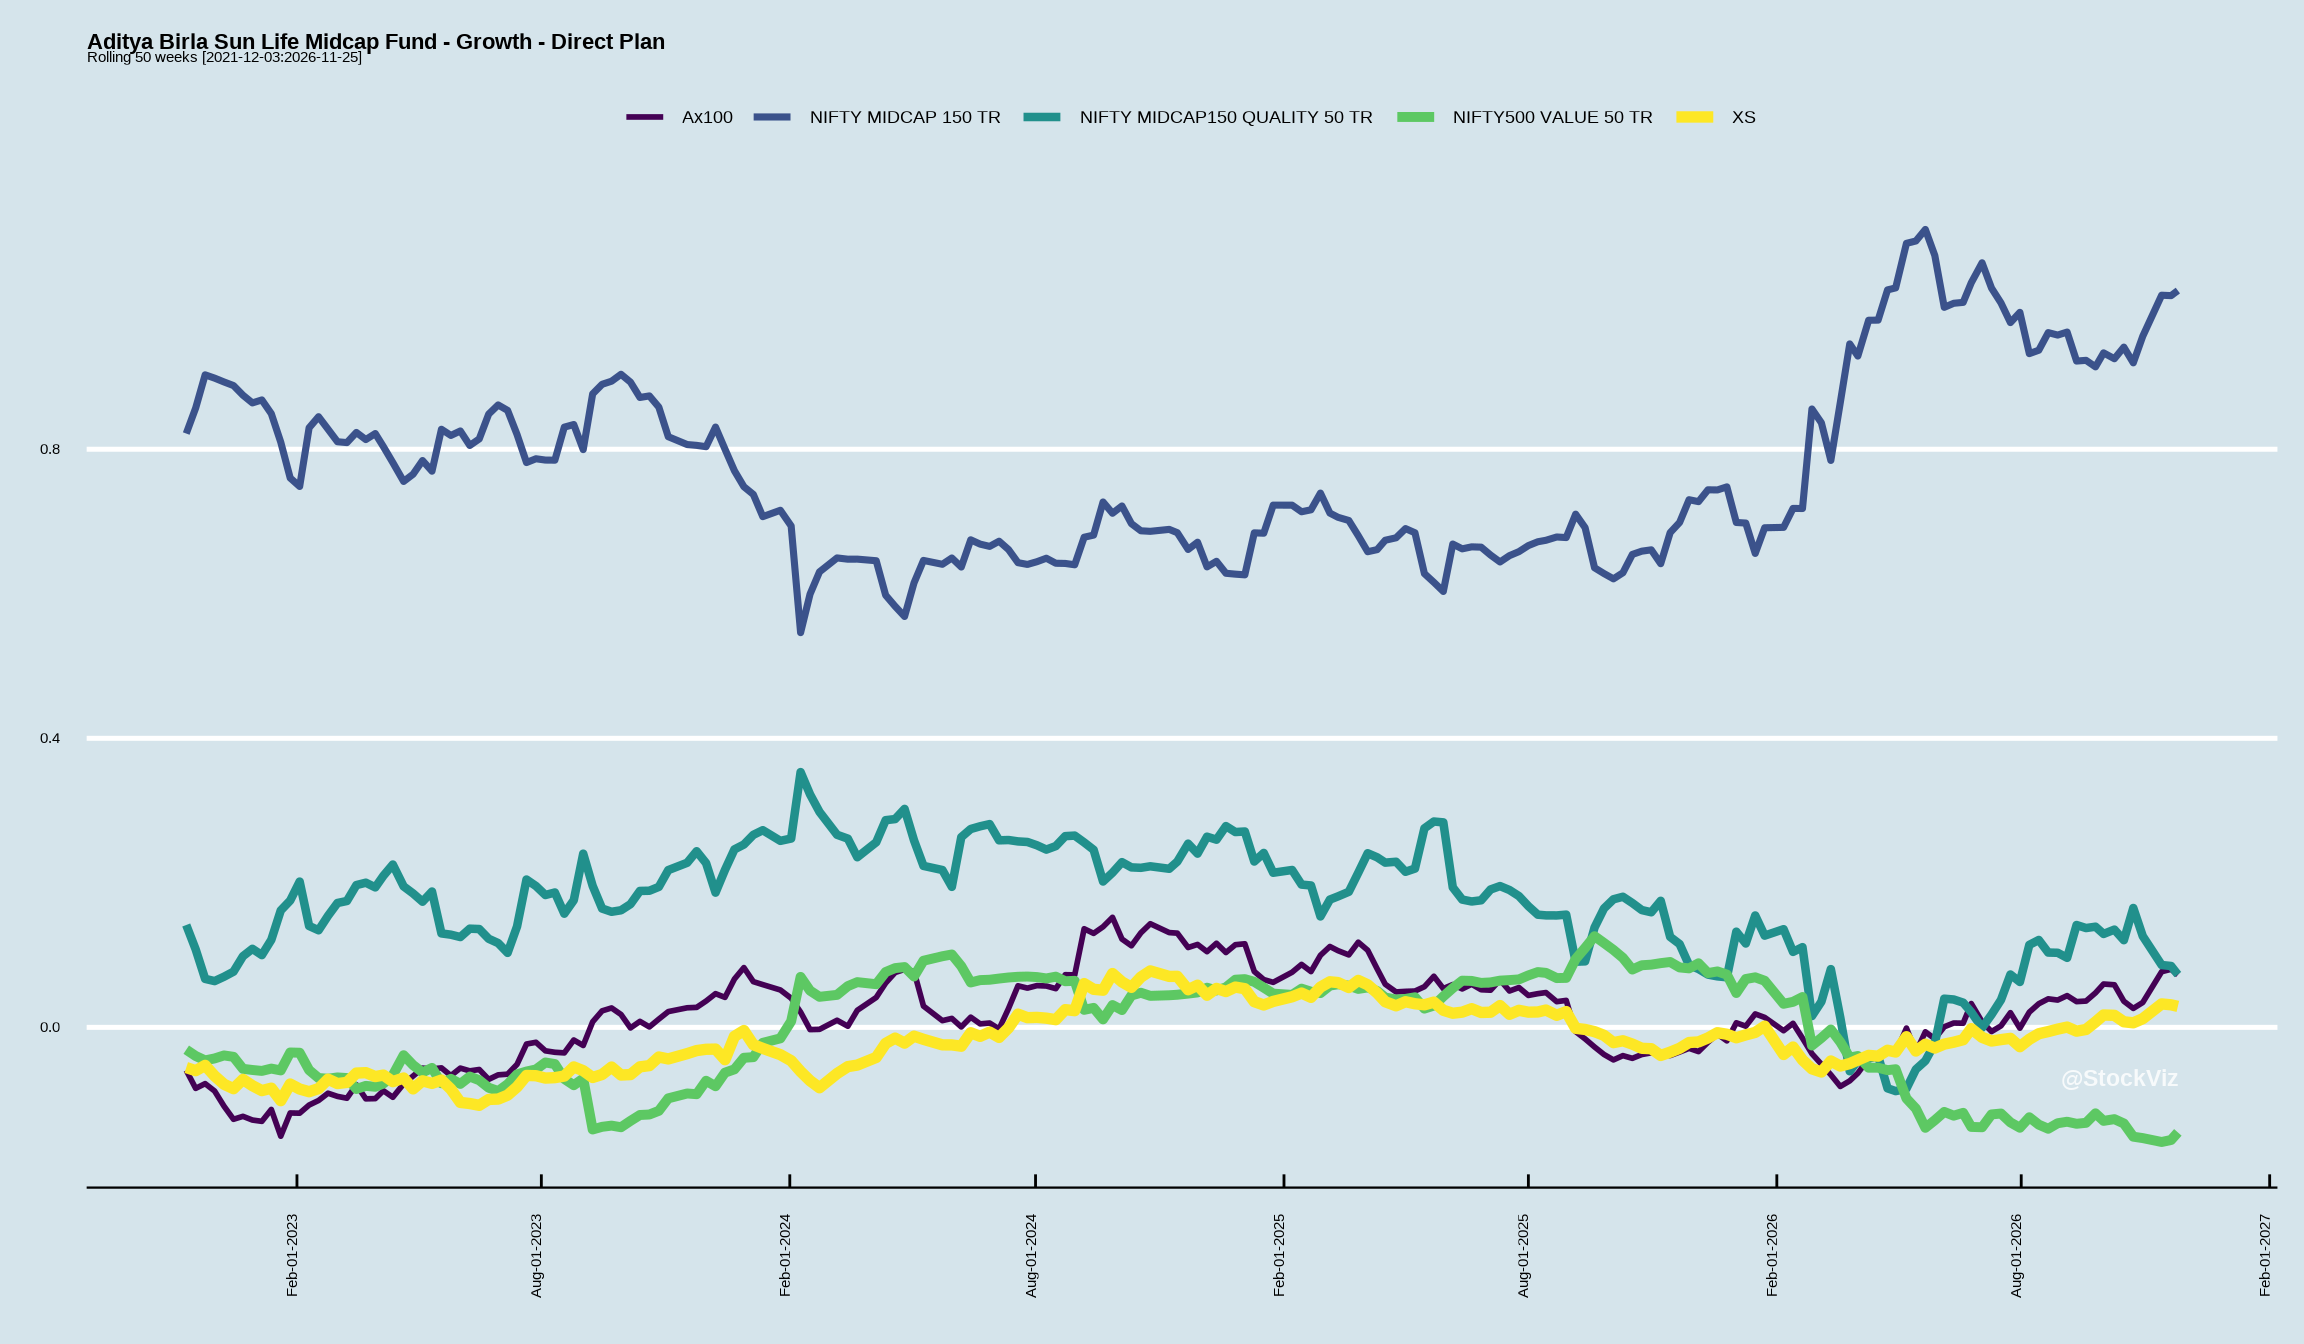 Aditya Birla Sun Life Midcap Fund - Growth - Direct Plan
Rolling 50 weeks [2021-12-03:2026-11-25]
Ax100 NIFTY MIDCAP 150 TR NIFTY MIDCAP150 QUALITY 50 TR NIFTY500 VALUE 50 TR XS
0.8
0.4
0.0
@StockViz
Feb-01-2023
Aug-01-2023
Feb-01-2024
Aug-01-2024
Feb-01-2025
Aug-01-2025
Feb-01-2026
Aug-01-2026
Feb-01-2027